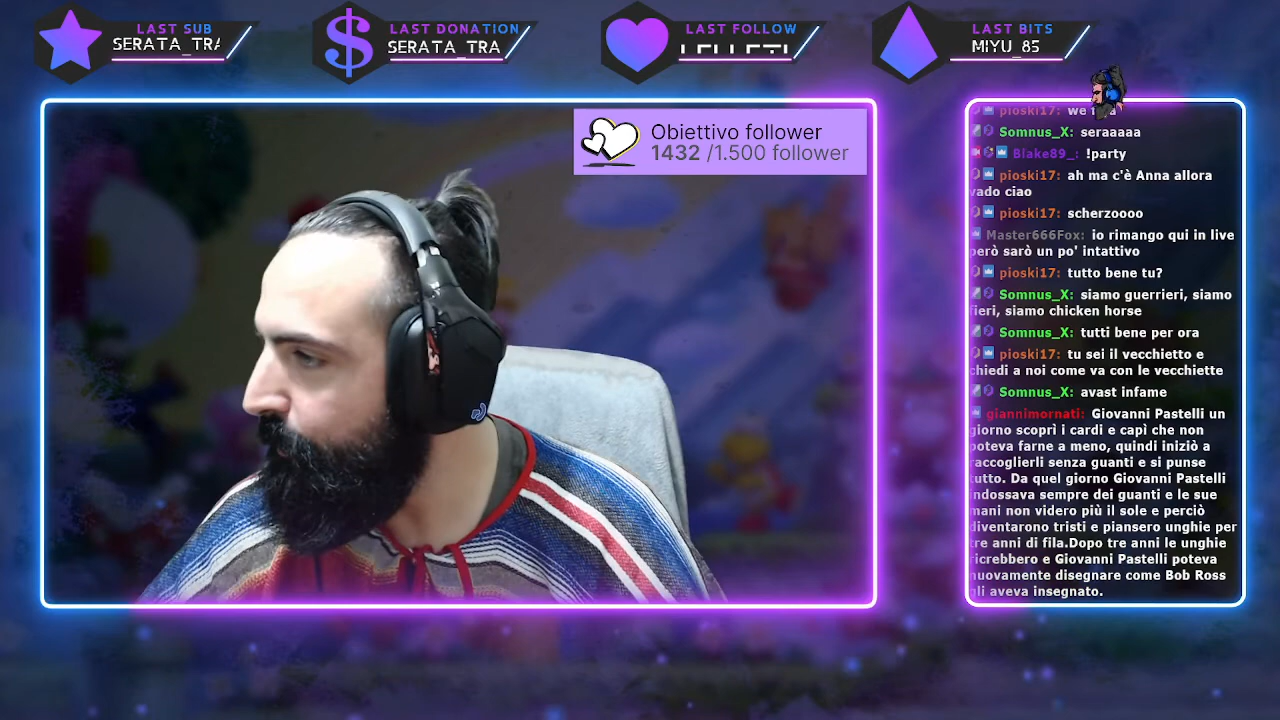 LAST SUB
SERATA_TRA
LAST DONATION
SERATA_TRA
LAST FOLLOW
LAST BITS
MIYU_85
Obiettivo follower
1432 /1.500 follower
pioski17: we
Somnus_X: seraaaa
Blake89_: !party
pioski17: ah ma c'è Anna allora
vado ciao
pioski17: scherzoooo
Master666Fox: io rimango qui in live
però sarò un po' intattivo
pioski17: tutto bene tu?
Somnus_X: siamo guerrieri, siamo
fieri, siamo chicken horse
Somnus_X: tutti bene per ora
pioski17: tu sei il vecchietto e
chiedi a noi come va con le vecchiette
Somnus_X: avast infame
giannimornati: Giovanni Pastelli un
giorno scoprì i cardi e capì che non
poteva farne a meno, quindi iniziò a
raccoglierli senza guanti e si punse
tutto. Da quel giorno Giovanni Pastelli
indossava sempre dei guanti e le sue
mani non videro più il sole e perciò
diventarono tristi e piansero unghie per
tre anni di fila.Dopo tre anni le unghie
ricrebbero e Giovanni Pastelli poteva
nuovamente disegnare come Bob Ross
gli aveva insegnato.